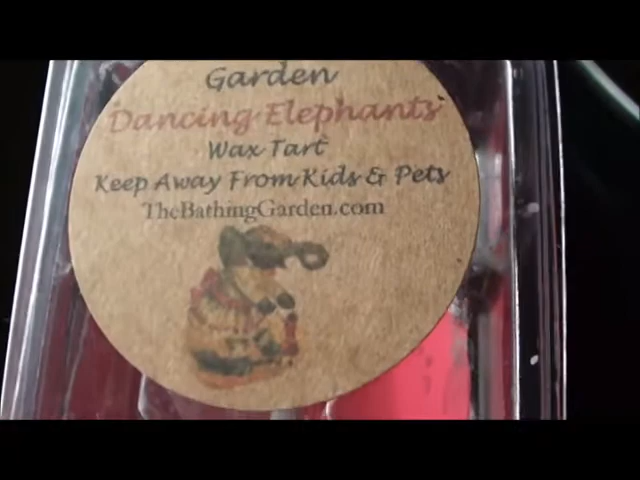 Garden
Dancing Elephants
Wax Tart
Keep Away From Kids & Pets
TheBathingGarden.com